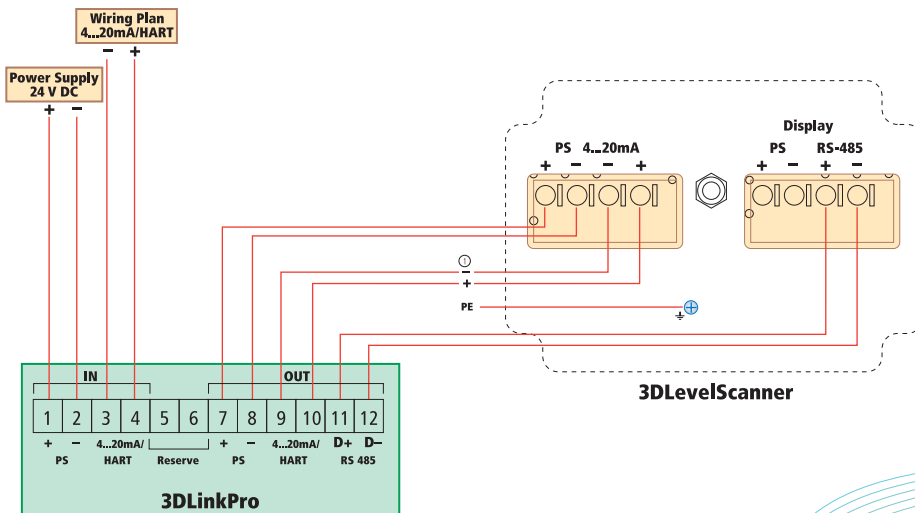 Wiring Plan
4...20mA/HART
− +
Power Supply
24 V DC
+ −
Display
PS 4...20mA
+ − − +
PS RS-485
+ − + −
①
−
+
PE
3DLevelScanner
IN OUT
1 2 3 4 5 6 7 8 9 10 11 12
+ − 4...20mA/ + − 4...20mA/ D+ D−
PS HART Reserve PS HART RS 485
3DLinkPro